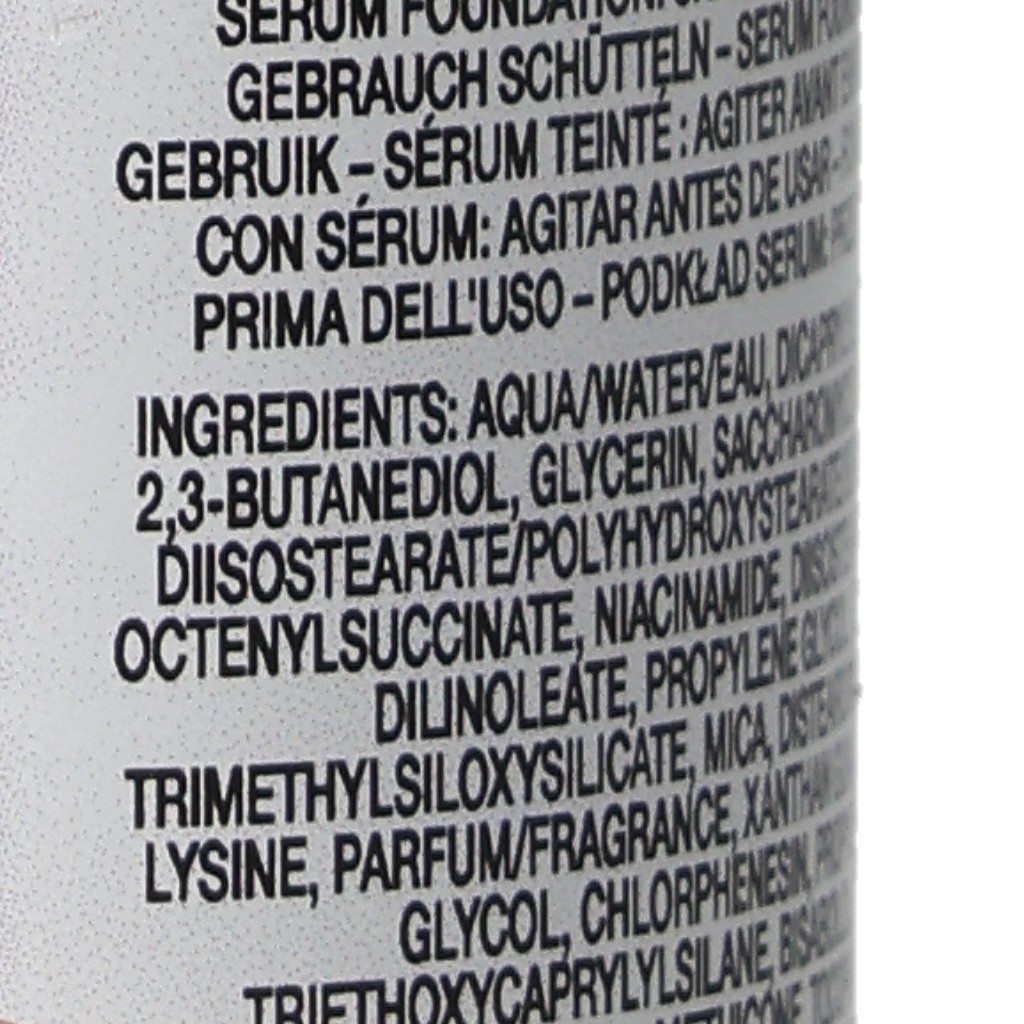 SERUM FOUNDATION
GEBRAUCH SCHÜTTELN – SERUM
GEBRUIK – SÉRUM TEINTÉ : AGITER AVANT
CON SÉRUM: AGITAR ANTES DE USAR –
PRIMA DELL'USO – PODKŁAD SERUM:
INGREDIENTS: AQUA/WATER/EAU,
2,3-BUTANEDIOL, GLYCERIN,
DIISOSTEARATE/POLYHYDROXYSTEARATE
OCTENYLSUCCINATE, NIACINAMIDE,
DILINOLEATE, PROPYLENE
TRIMETHYLSILOXYSILICATE, MICA,
LYSINE, PARFUM/FRAGRANCE, XANTHAN
GLYCOL, CHLORPHENESIN,
TRIETHOXYCAPRYLYLSILANE,